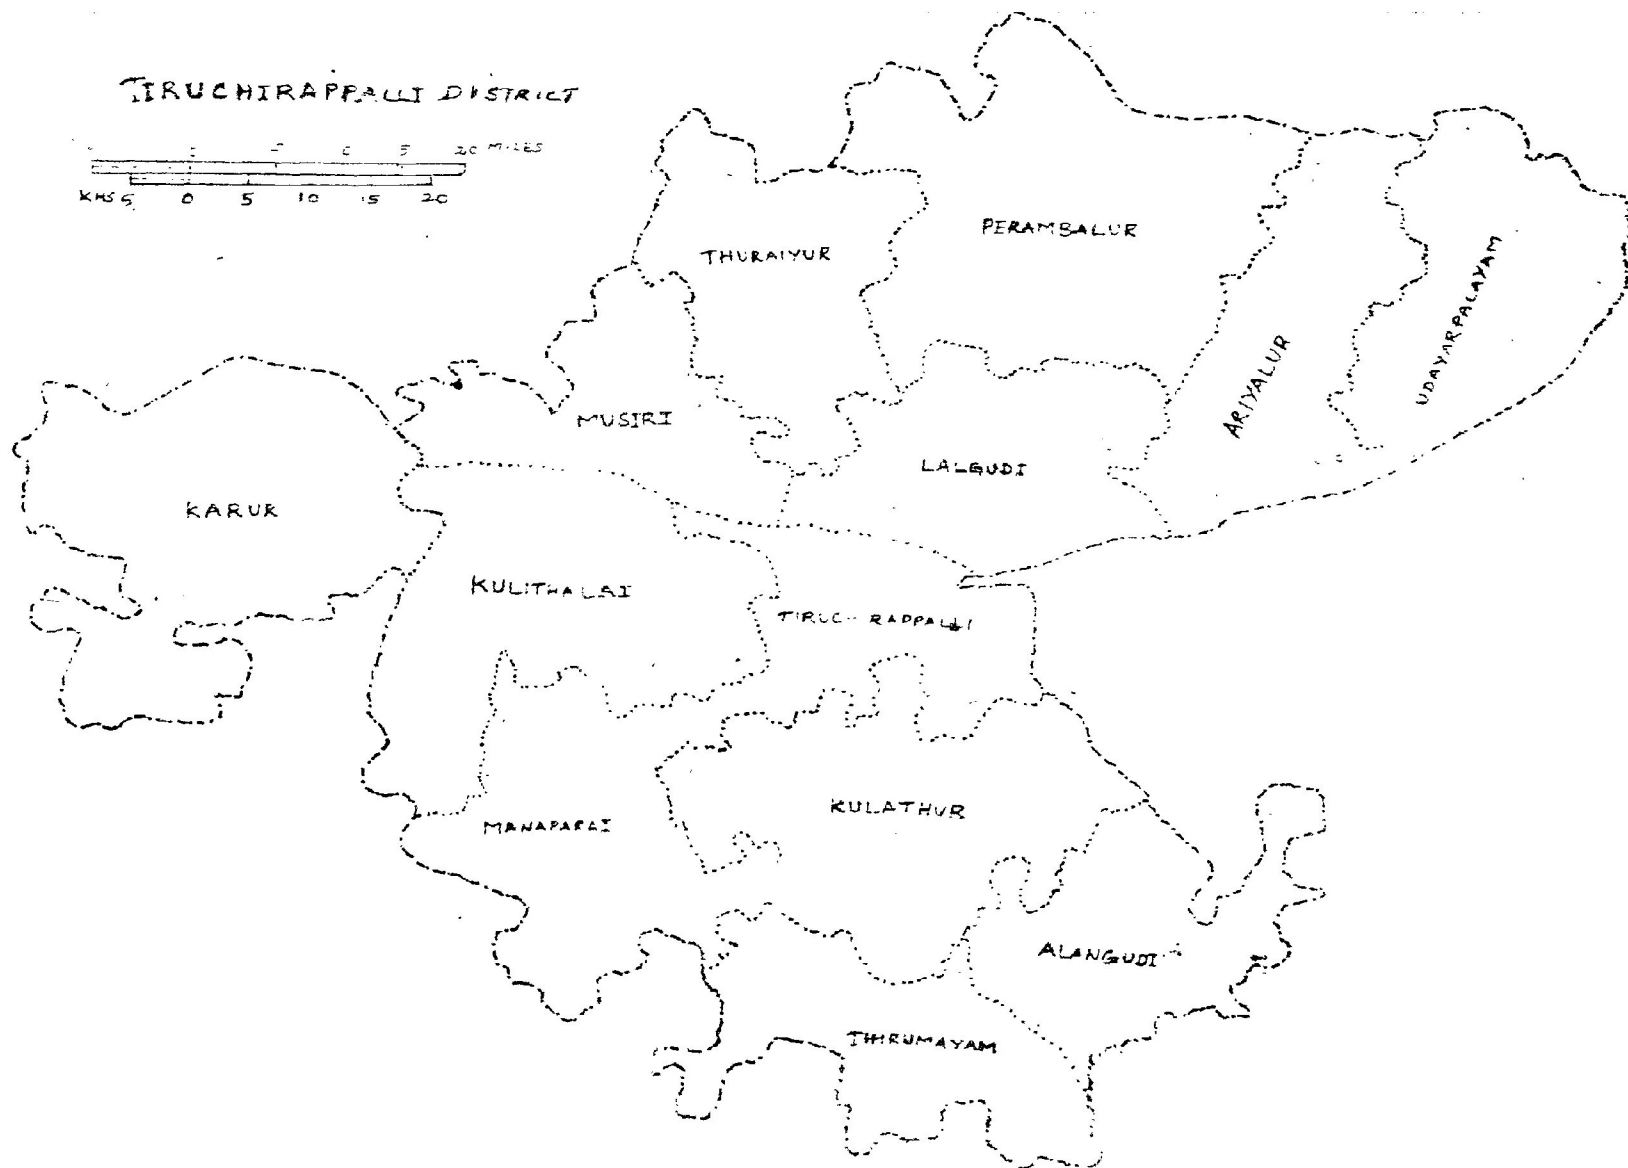 TIRUCHIRAPPALLI DISTRICT
20 MILES
KMS 5 0 5 10 15 20
PERAMBALUR
THURAIYUR
UDAYARPALAYAM
ARIYALUR
MUSIRI
LALGUDI
KARUR
KULITHALAI
TIRUCHIRAPPALLI
KULATHUR
MANAPARAI
ALANGUDI
THIRUMAYAM